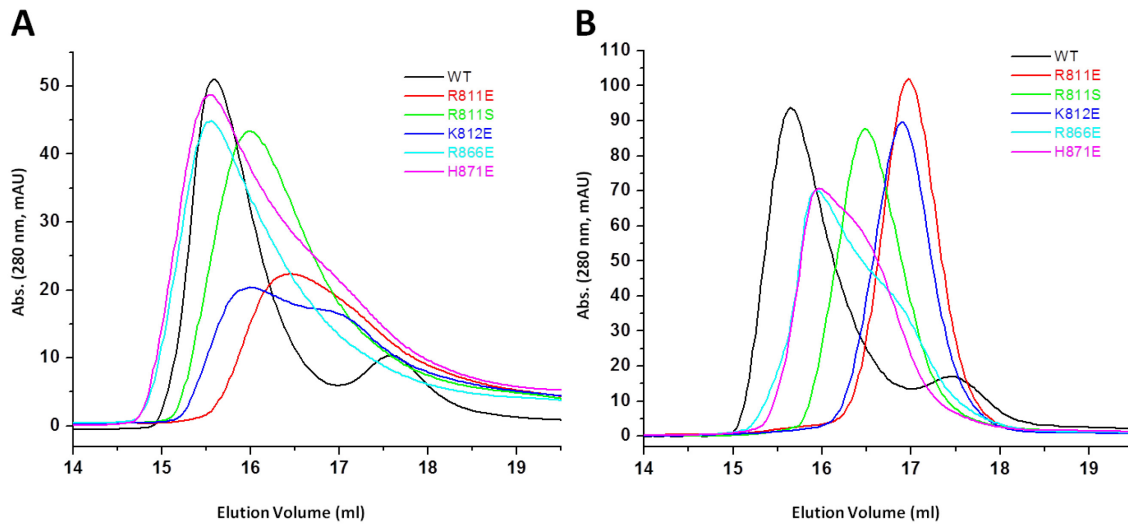 A
Abs. (280 nm, mAU)
50
40
30
20
10
0
14 15 16 17 18 19
Elution Volume (ml)
WT
R811E
R811S
K812E
R866E
H871E
B
Abs. (280 nm, mAU)
110
100
90
80
70
60
50
40
30
20
10
0
14 15 16 17 18 19
Elution Volume (ml)
WT
R811E
R811S
K812E
R866E
H871E